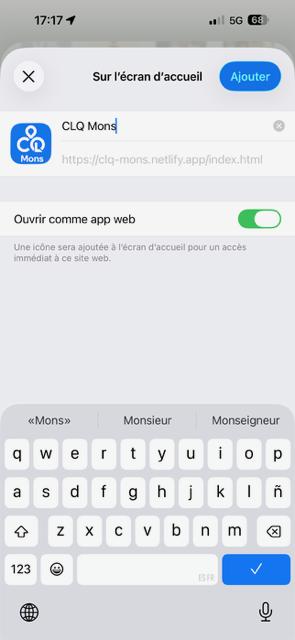 17:17
5G 68
Sur l'écran d'accueil
Ajouter
CLQ
Mons
CLQ Mons
https://clq-mons.netlify.app/index.html
Ouvrir comme app web
Une icône sera ajoutée à l'écran d'accueil pour un accès
immédiat à ce site web.
«Mons» Monsieur Monseigneur
q w e r t y u i o p
a s d f g h j k l ñ
z x c v b n m
123
ES FR